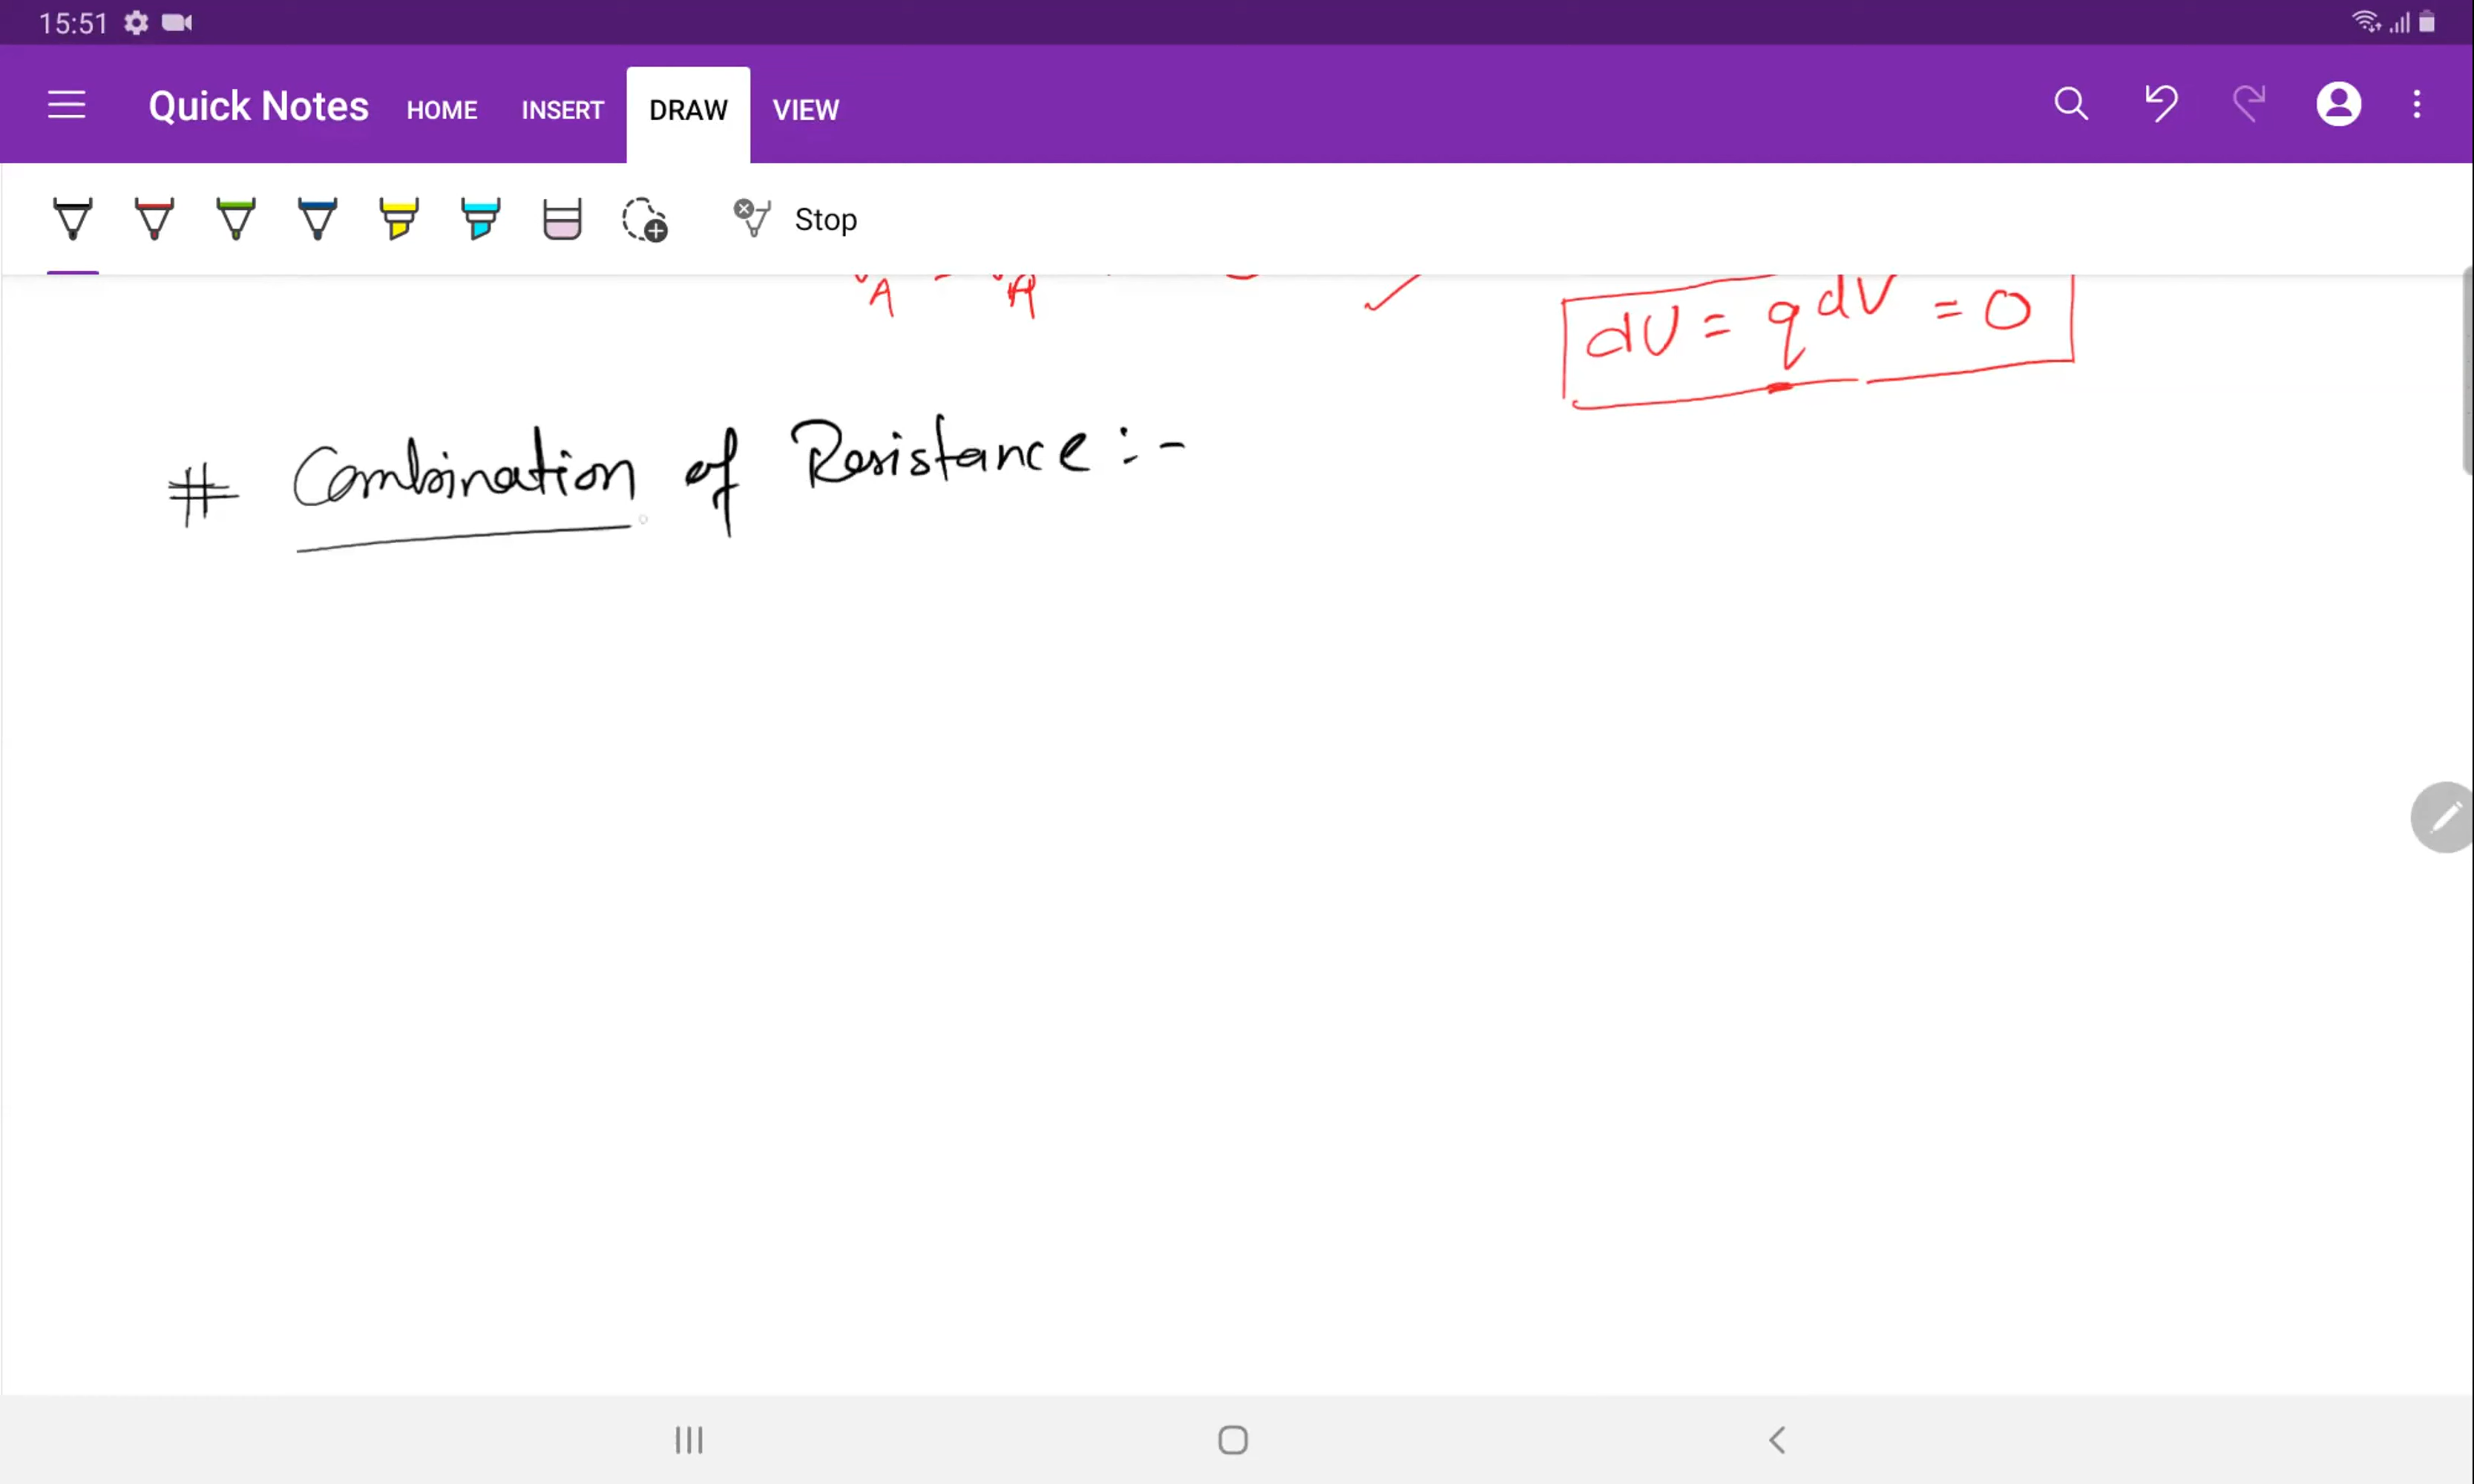 15:51
Quick Notes HOME INSERT DRAW VIEW
Stop
dU = q dV = 0
# Combination of Resistance :-